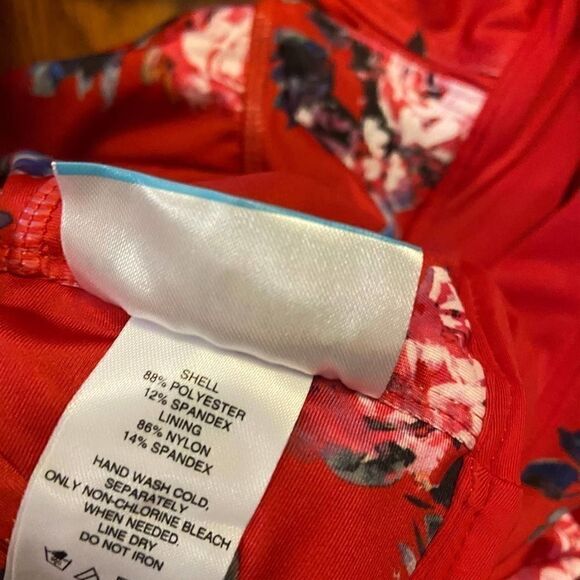 SHELL
88% POLYESTER
12% SPANDEX
LINING
86% NYLON
14% SPANDEX
HAND WASH COLD,
SEPARATELY
ONLY NON-CHLORINE BLEACH
WHEN NEEDED.
LINE DRY
DO NOT IRON